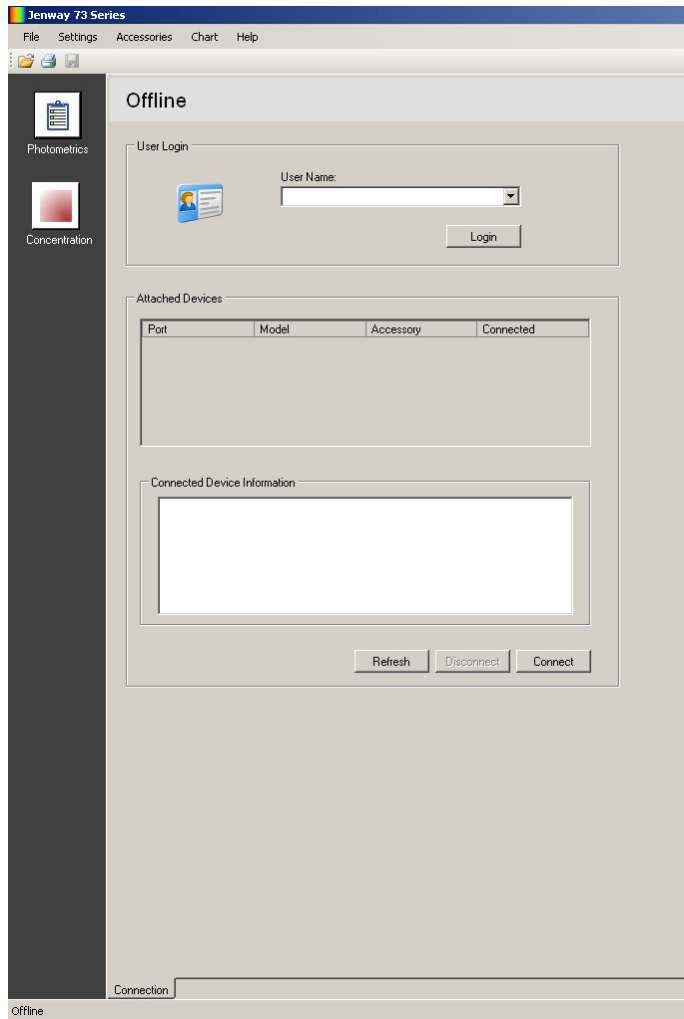 Jenway 73 Series
File Settings Accessories Chart Help
Offline
Photometrics
Concentration
User Login
User Name:
Login
Attached Devices
Port Model Accessory Connected
Connected Device Information
Refresh Disconnect Connect
Connection
Offline